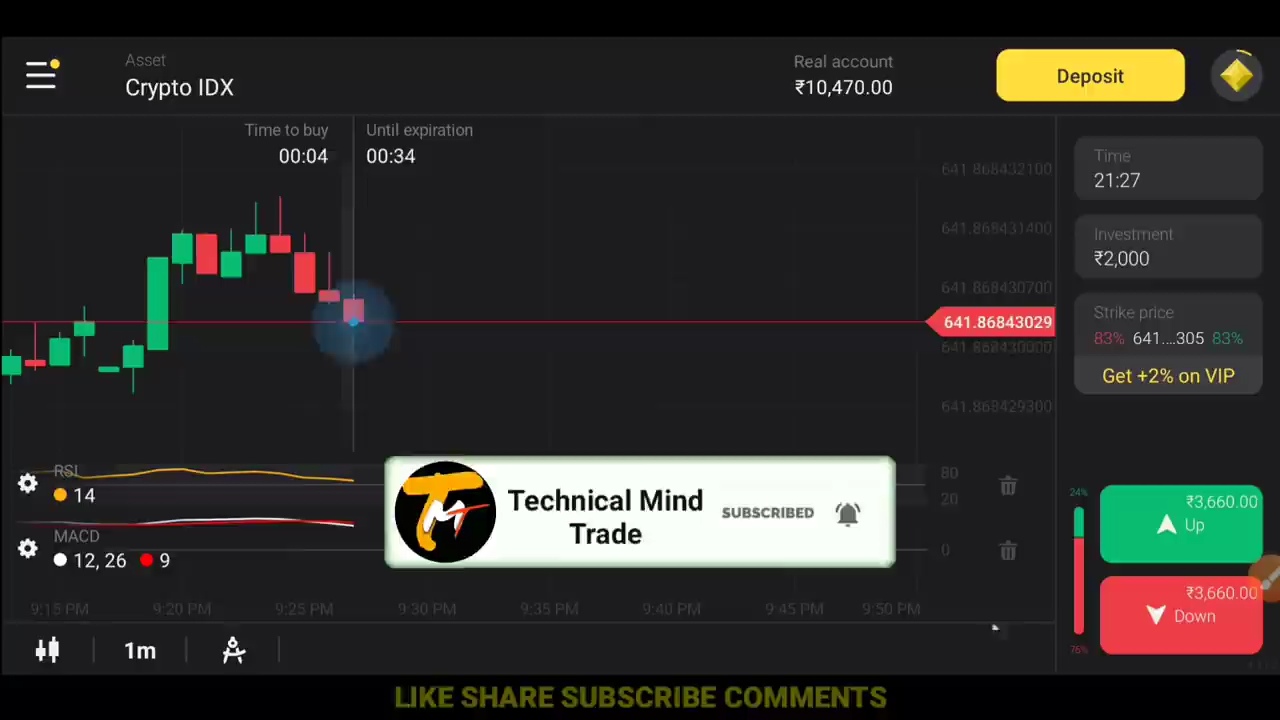 Asset
Crypto IDX
Real account
₹10,470.00
Deposit
Time to buy
00:04
Until expiration
00:34
641.868432100
641.868431400
641.868430700
641.86843029
641.868430000
641.868429300
Time
21:27
Investment
₹2,000
Strike price
83% 641...305 83%
Get +2% on VIP
RSI
14
80
20
MACD
12, 26 9
0
Technical Mind
Trade
SUBSCRIBED
TM
24%
₹3,660.00
Up
₹3,660.00
Down
76%
9:15 PM 9:20 PM 9:25 PM 9:30 PM 9:35 PM 9:40 PM 9:45 PM 9:50 PM
1m
LIKE SHARE SUBSCRIBE COMMENTS